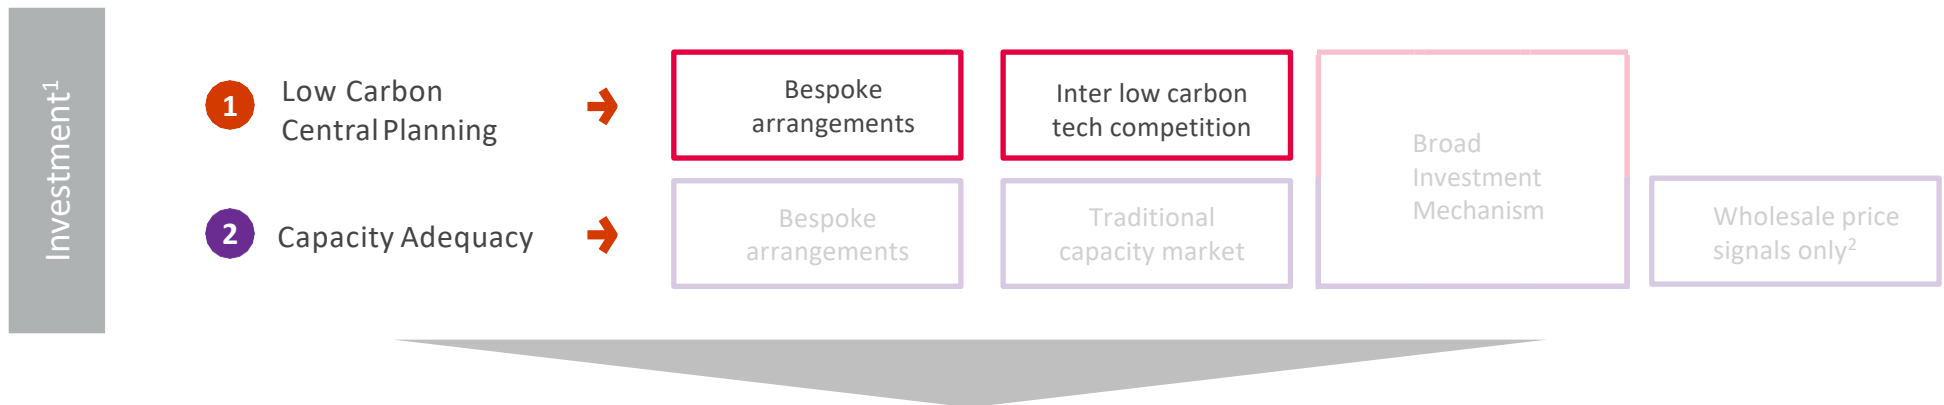 Investment1
1
Low Carbon
Central Planning
Bespoke
arrangements
Inter low carbon
tech competition
Broad
Investment
Mechanism
2
Capacity Adequacy
Bespoke
arrangements
Traditional
capacity market
Wholesale price
signals only2